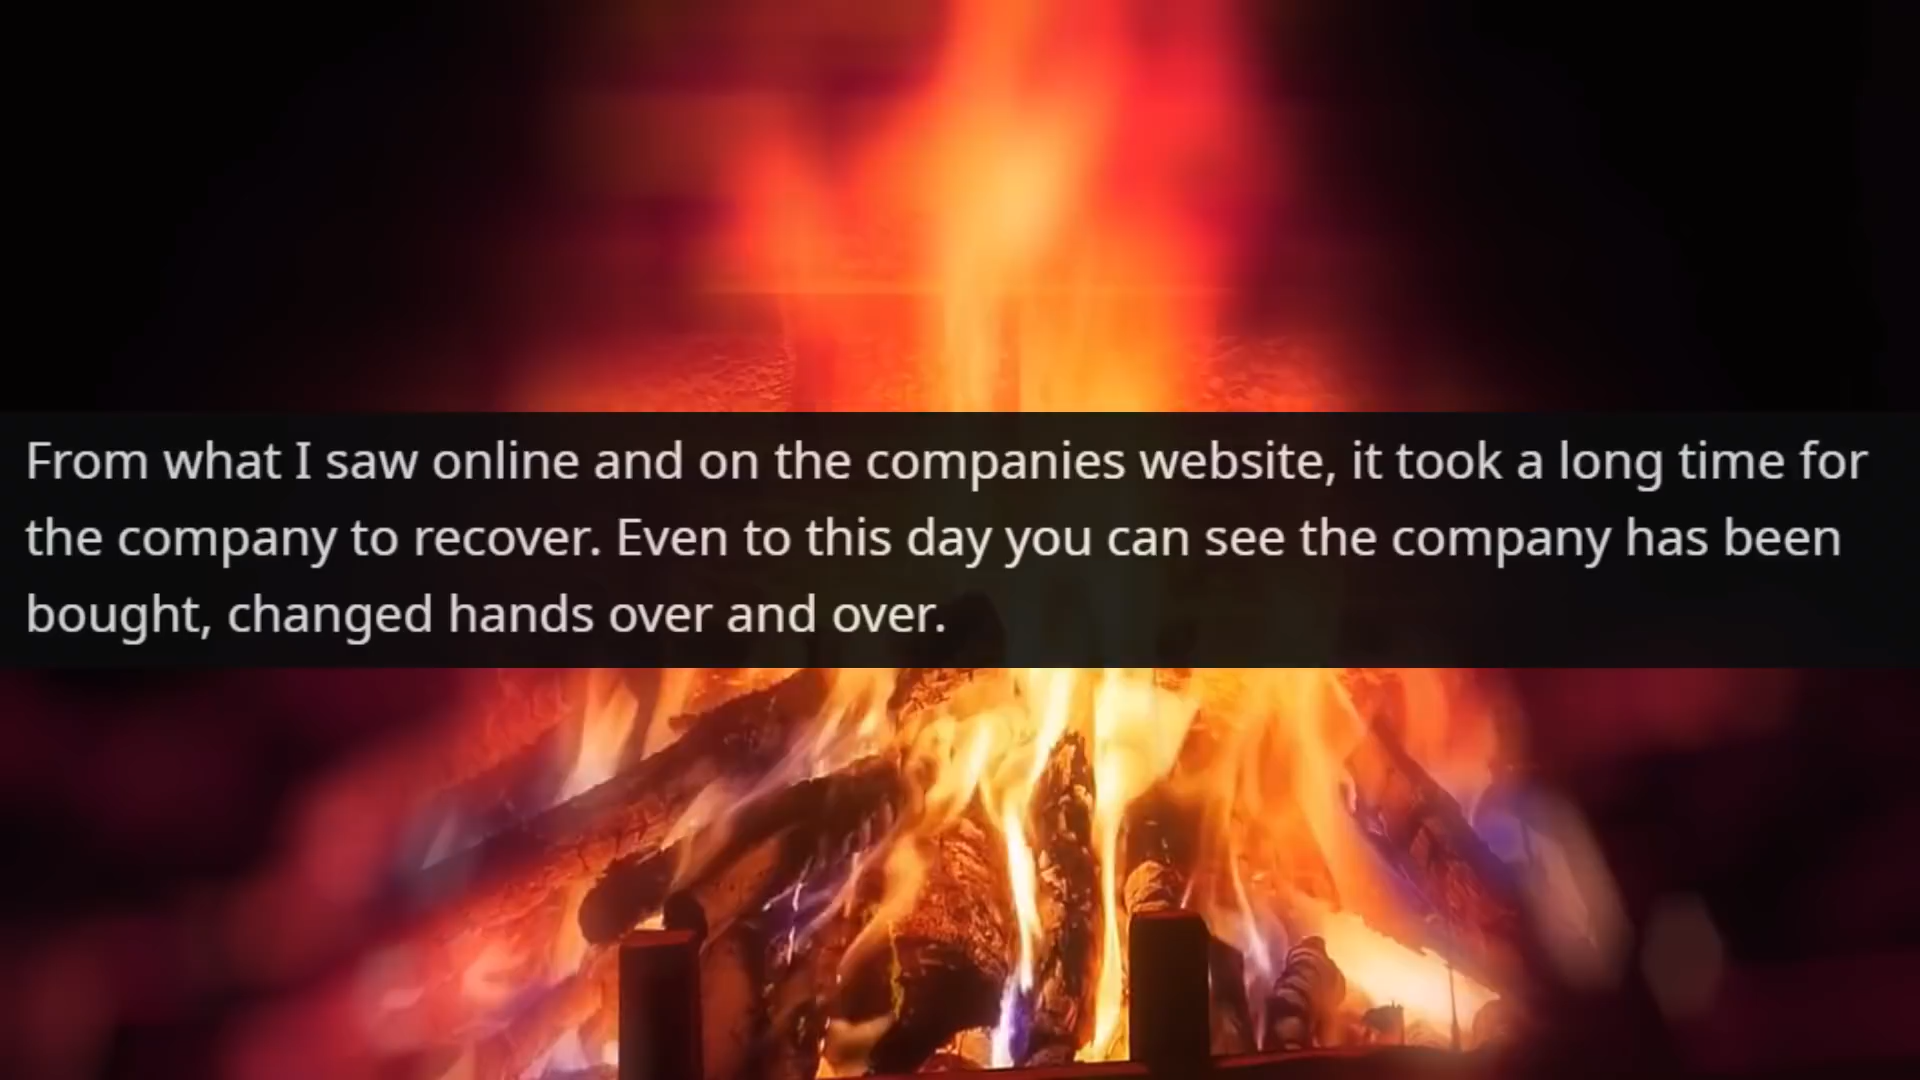 From what I saw online and on the companies website, it took a long time for
the company to recover. Even to this day you can see the company has been
bought, changed hands over and over.